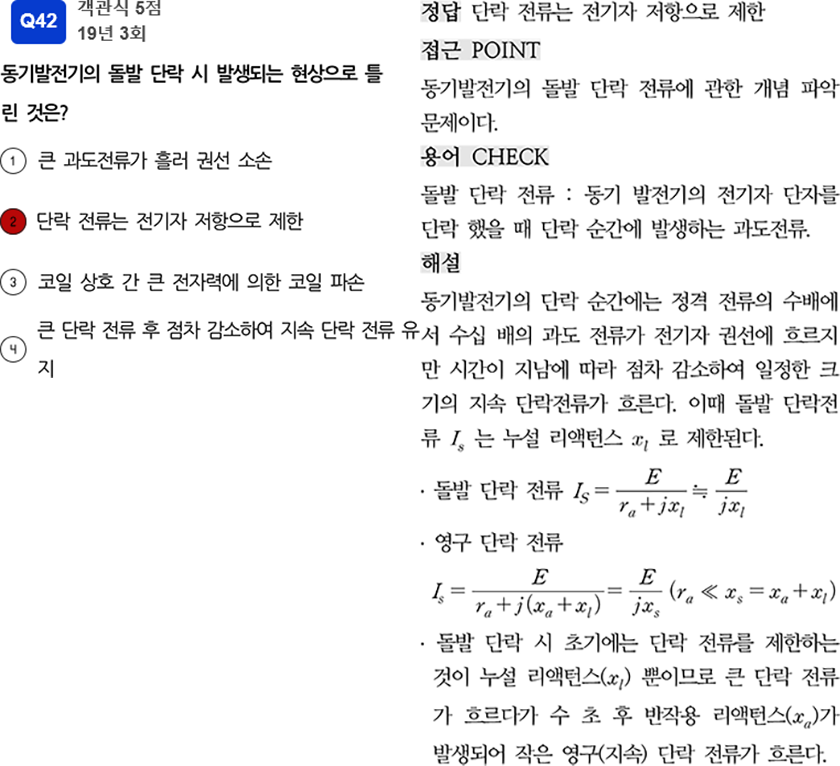 Q42
객관식 5점
19년 3회
동기발전기의 돌발 단락 시 발생되는 현상으로 틀
린 것은?
1 큰 과도전류가 흘러 권선 소손
2 단락 전류는 전기자 저항으로 제한
3 코일 상호 간 큰 전자력에 의한 코일 파손
4 큰 단락 전류 후 점차 감소하여 지속 단락 전류 유
지
정답 단락 전류는 전기자 저항으로 제한
접근 POINT
동기발전기의 돌발 단락 전류에 관한 개념 파악
문제이다.
용어 CHECK
돌발 단락 전류 : 동기 발전기의 전기자 단자를
단락 했을 때 단락 순간에 발생하는 과도전류.
해설
동기발전기의 단락 순간에는 정격 전류의 수배에
서 수십 배의 과도 전류가 전기자 권선에 흐르지
만 시간이 지남에 따라 점차 감소하여 일정한 크
기의 지속 단락전류가 흐른다. 이때 돌발 단락전
류 I_s 는 누설 리액턴스 x_l 로 제한된다.
· 돌발 단락 전류 I_S = E / (r_a + jx_l) ≒ E / jx_l
· 영구 단락 전류
I_s = E / (r_a + j(x_a + x_l)) = E / jx_s (r_a ≪ x_s = x_a + x_l)
· 돌발 단락 시 초기에는 단락 전류를 제한하는
것이 누설 리액턴스(x_l) 뿐이므로 큰 단락 전류
가 흐르다가 수 초 후 반작용 리액턴스(x_a)가
발생되어 작은 영구(지속) 단락 전류가 흐른다.